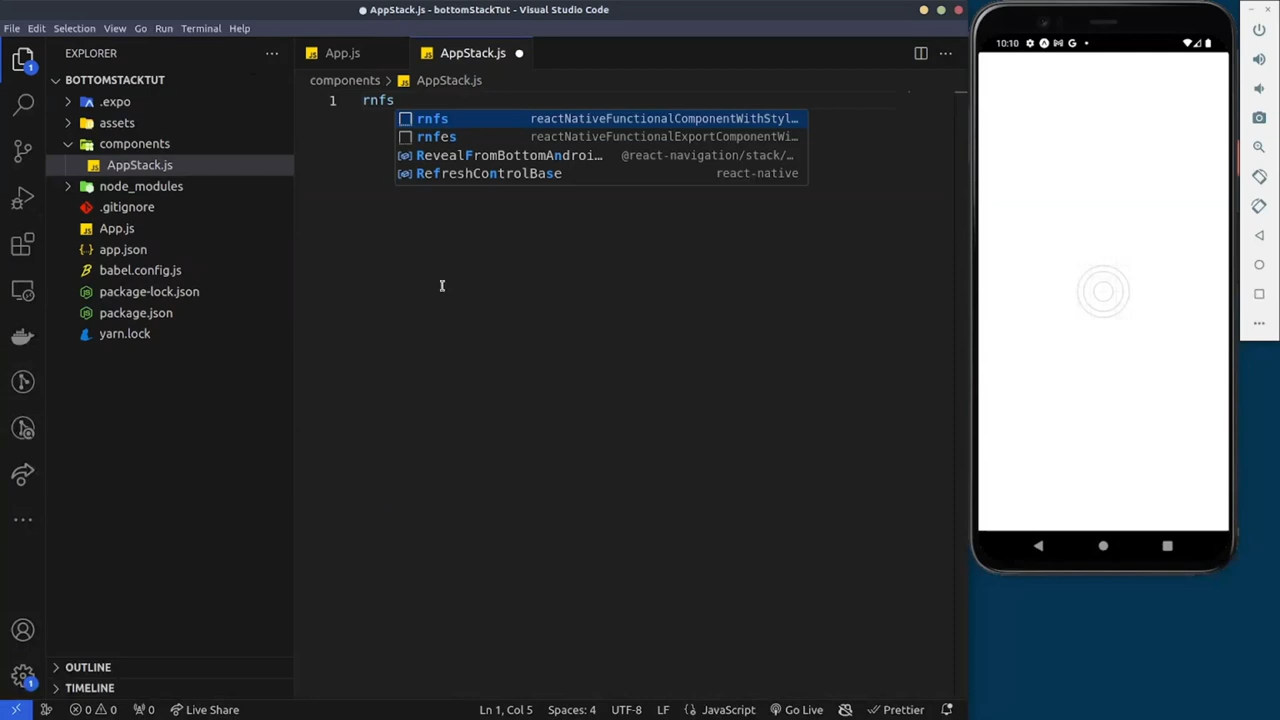 AppStack.js - bottomStackTut - Visual Studio Code
File Edit Selection View Go Run Terminal Help
EXPLORER
BOTTOMSTACKTUT
.expo
assets
components
AppStack.js
node_modules
.gitignore
App.js
app.json
babel.config.js
package-lock.json
package.json
yarn.lock
OUTLINE
TIMELINE
1
1
App.js
AppStack.js
components AppStack.js
1 rnfs
rnfs reactNativeFunctionalComponentWithStyl...
rnfes reactNativeFunctionalExportComponentWi...
RevealFromBottomAndroi... @react-navigation/stack/...
RefreshControlBase react-native
0 0 0 Live Share Ln 1, Col 5 Spaces: 4 UTF-8 LF JavaScript Go Live Prettier
10:10